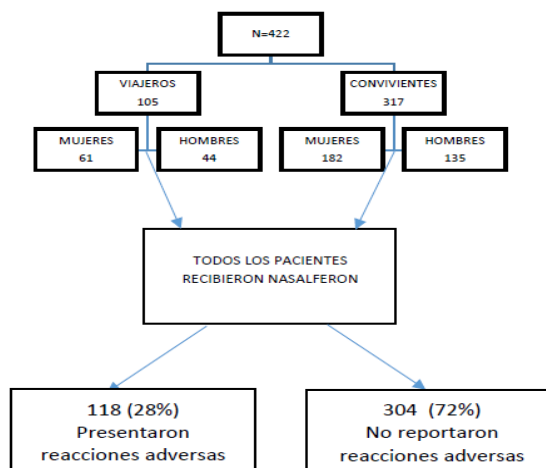 N=422
VIAJEROS
105
CONVIVIENTES
317
MUJERES
61
HOMBRES
44
MUJERES
182
HOMBRES
135
TODOS LOS PACIENTES
RECIBIERON NASALFERON
118 (28%)
Presentaron
reacciones adversas
304 (72%)
No reportaron
reacciones adversas